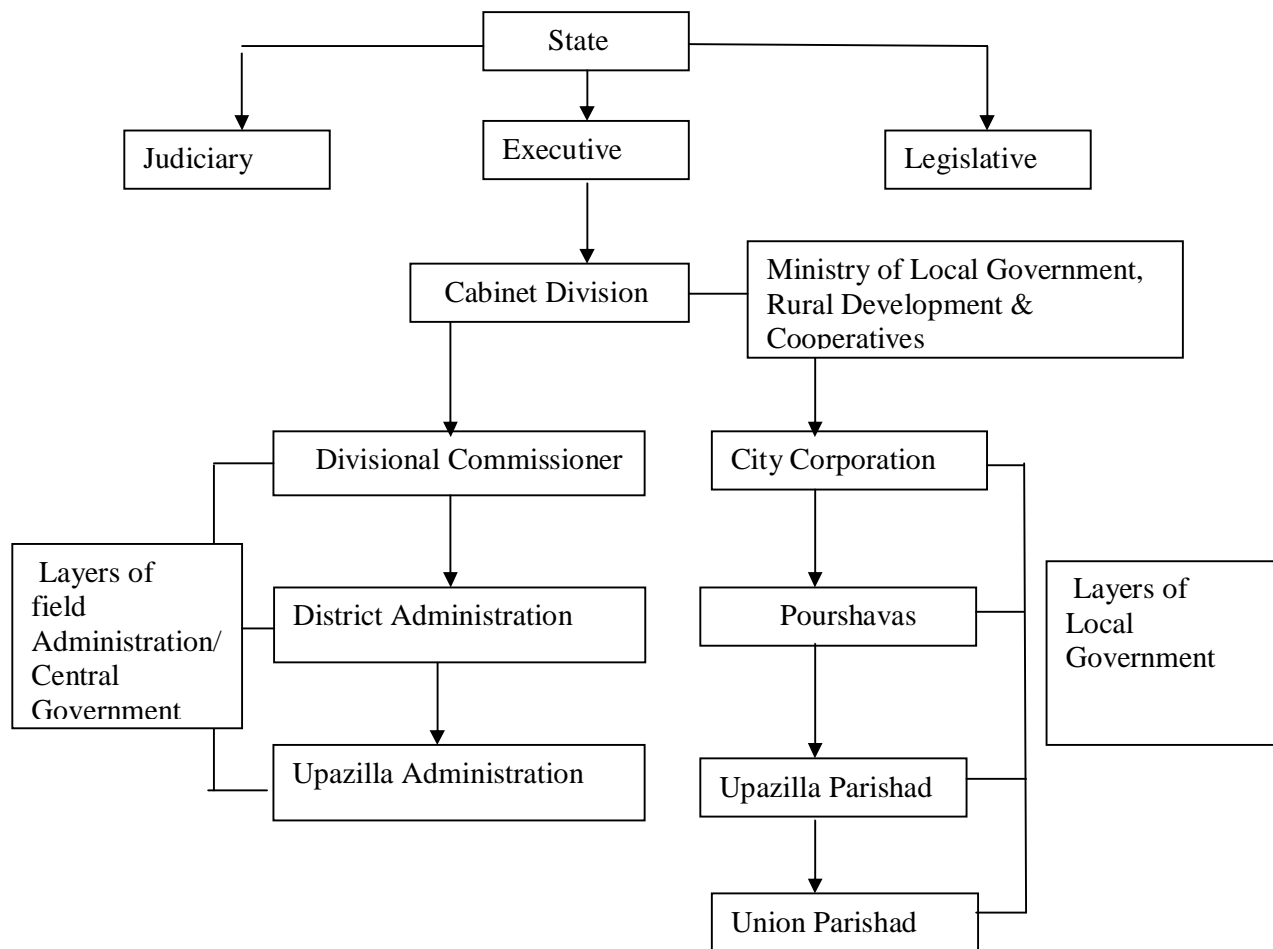 State
Judiciary
Executive
Legislative
Cabinet Division
Ministry of Local Government,
Rural Development &
Cooperatives
Divisional Commissioner
City Corporation
Layers of
field
Administration/
Central
Government
District Administration
Pourshavas
Layers of
Local
Government
Upazilla Administration
Upazilla Parishad
Union Parishad